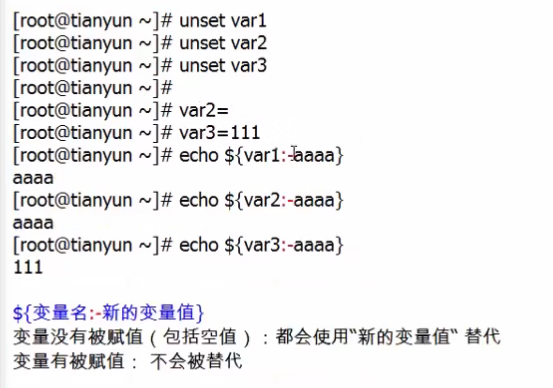 [root@tianyun ~]# unset var1
[root@tianyun ~]# unset var2
[root@tianyun ~]# unset var3
[root@tianyun ~]#
[root@tianyun ~]# var2=
[root@tianyun ~]# var3=111
[root@tianyun ~]# echo ${var1:-aaaa}
aaaa
[root@tianyun ~]# echo ${var2:-aaaa}
aaaa
[root@tianyun ~]# echo ${var3:-aaaa}
111
${变量名:-新的变量值}
变量没有被赋值（包括空值）：都会使用“新的变量值“ 替代
变量有被赋值： 不会被替代